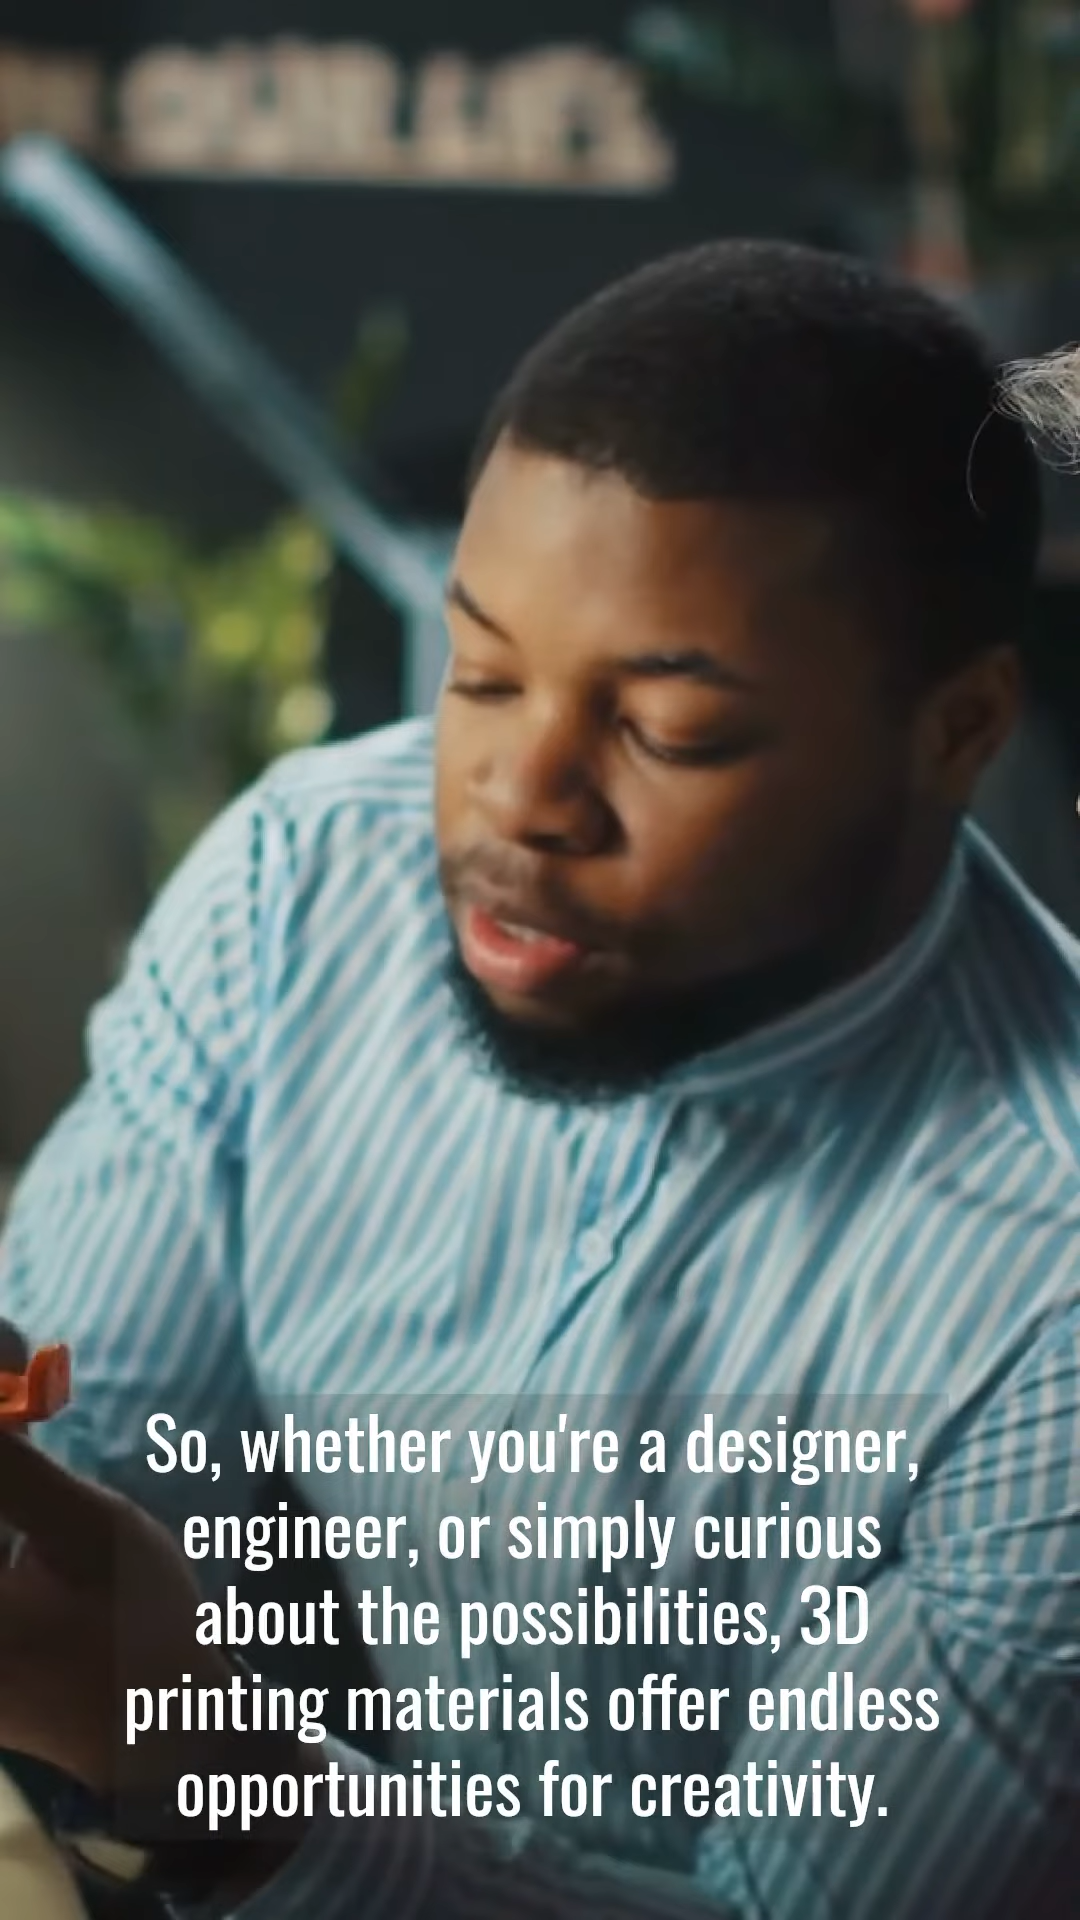 So, whether you're a designer,
engineer, or simply curious
about the possibilities, 3D
printing materials offer endless
opportunities for creativity.